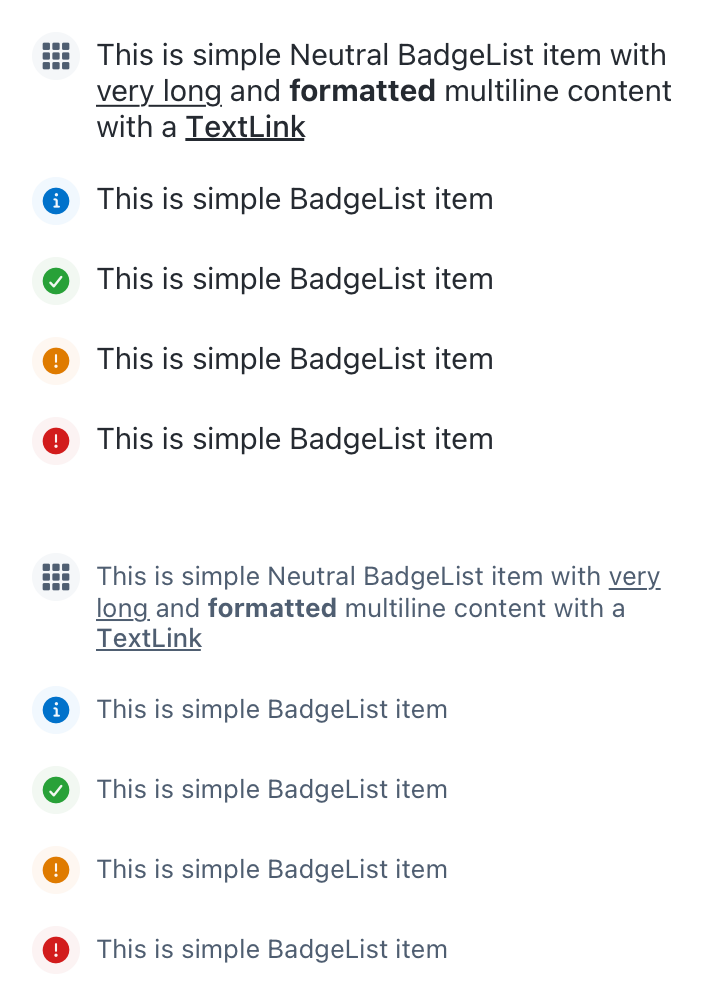 This is simple Neutral BadgeList item with
very long and formatted multiline content
with a TextLink
This is simple BadgeList item
This is simple BadgeList item
This is simple BadgeList item
This is simple BadgeList item
This is simple Neutral BadgeList item with very
long and formatted multiline content with a
TextLink
This is simple BadgeList item
This is simple BadgeList item
This is simple BadgeList item
This is simple BadgeList item